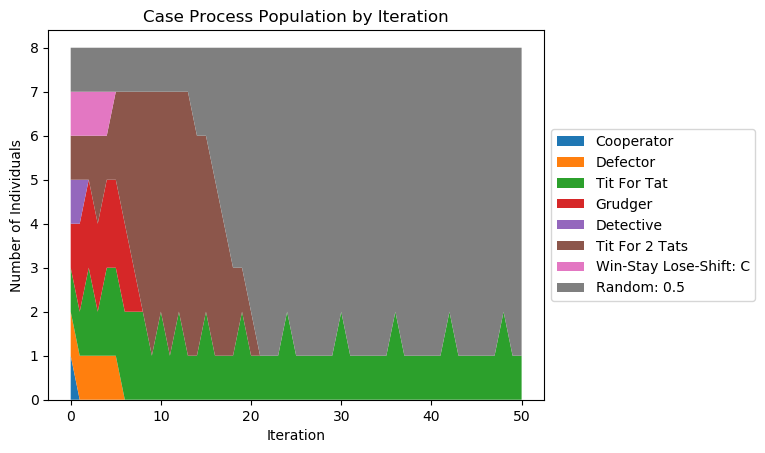 Case Process Population by Iteration
Number of Individuals
8
7
6
5
4
3
2
1
0
0 10 20 30 40 50
Iteration
Cooperator
Defector
Tit For Tat
Grudger
Detective
Tit For 2 Tats
Win-Stay Lose-Shift: C
Random: 0.5